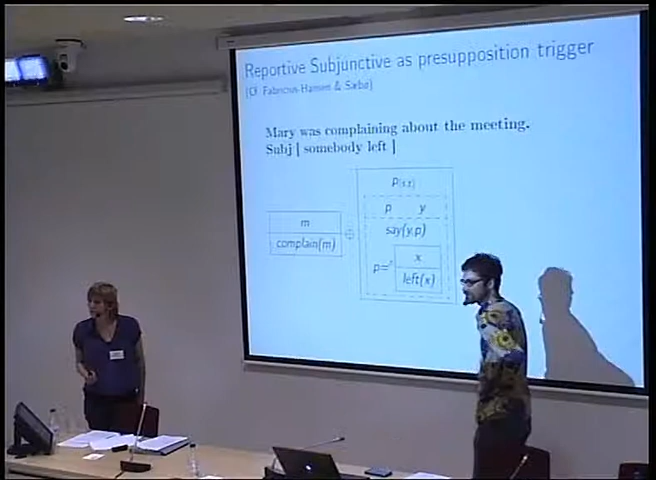 Reportive Subjunctive as presupposition trigger
(Cf Fabricius-Hansen & Sæbø)
Mary was complaining about the meeting.
Subj [ somebody left ]
p y
m
say(y,p)
complain(m)
⊕
x
p=
left(x)